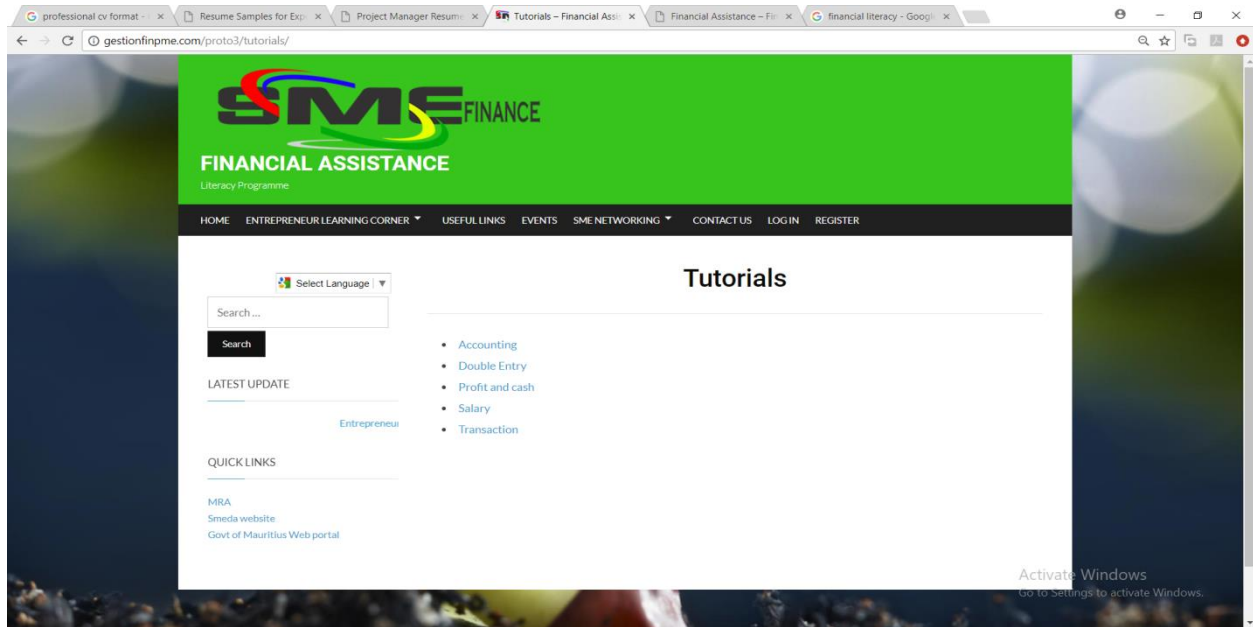 professional cv format -
Resume Samples for Exp
Project Manager Resume
Tutorials – Financial Assis
Financial Assistance – Fin
financial literacy - Googl
gestionfinpme.com/proto3/tutorials/
SME FINANCE
FINANCIAL ASSISTANCE
Literacy Programme
HOME ENTREPRENEUR LEARNING CORNER USEFUL LINKS EVENTS SME NETWORKING CONTACT US LOG IN REGISTER
Select Language
Search ...
Search
LATEST UPDATE
Entrepreneu
QUICK LINKS
MRA
Smeda website
Govt of Mauritius Web portal
Tutorials
Accounting
Double Entry
Profit and cash
Salary
Transaction
Activate Windows
Go to Settings to activate Windows.